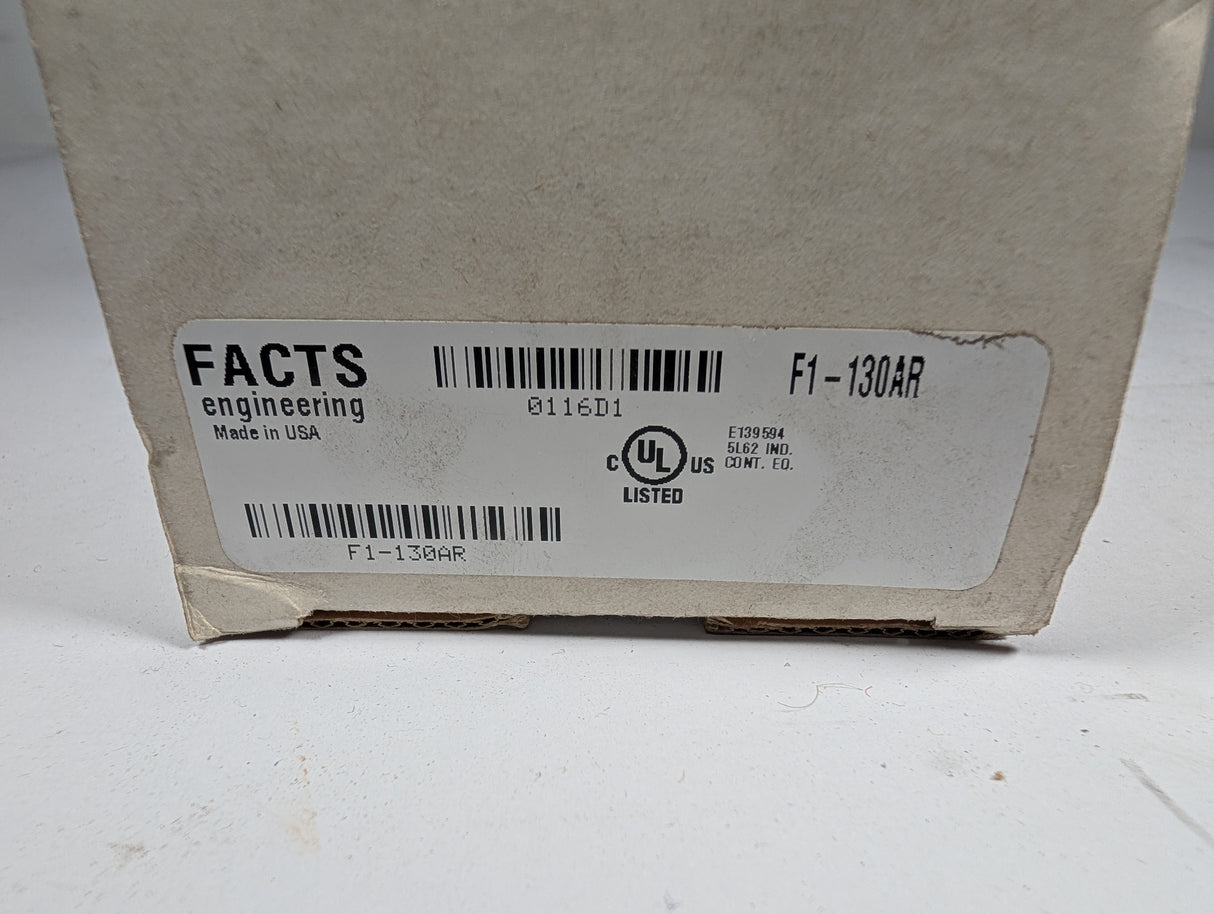 FACTS
engineering
Made in USA
0116D1
F1-130AR
C UL US
LISTED
E139594
5L62 IND.
CONT. EQ.
F1-130AR